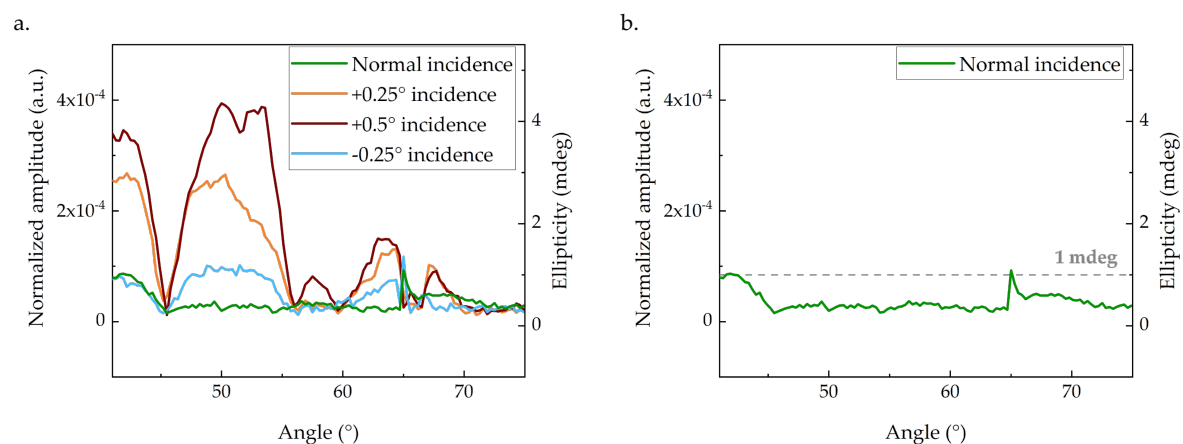 a.
Normal incidence
+0.25° incidence
+0.5° incidence
-0.25° incidence
4x10⁻⁴
2x10⁻⁴
0
Normalized amplitude (a.u.)
4
2
0
Ellipticity (mdeg)
50
60
70
Angle (°)
b.
Normal incidence
1 mdeg
4x10⁻⁴
2x10⁻⁴
0
Normalized amplitude (a.u.)
4
2
0
Ellipticity (mdeg)
50
60
70
Angle (°)